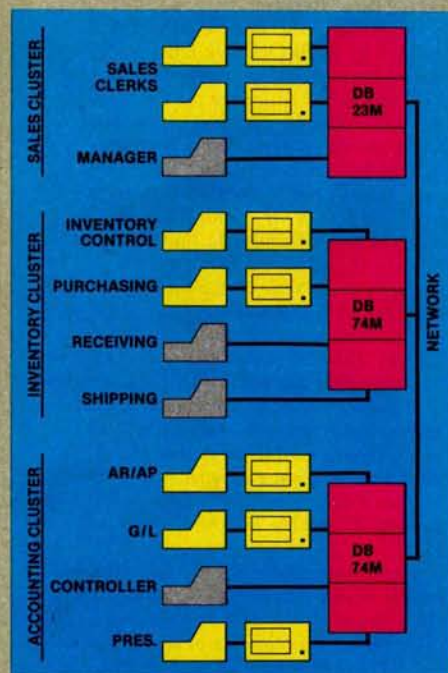 SALES CLUSTER
SALES
CLERKS
MANAGER
DB
23M
INVENTORY CLUSTER
INVENTORY
CONTROL
PURCHASING
RECEIVING
SHIPPING
DB
74M
NETWORK
ACCOUNTING CLUSTER
AR/AP
G/L
CONTROLLER
PRES.
DB
74M